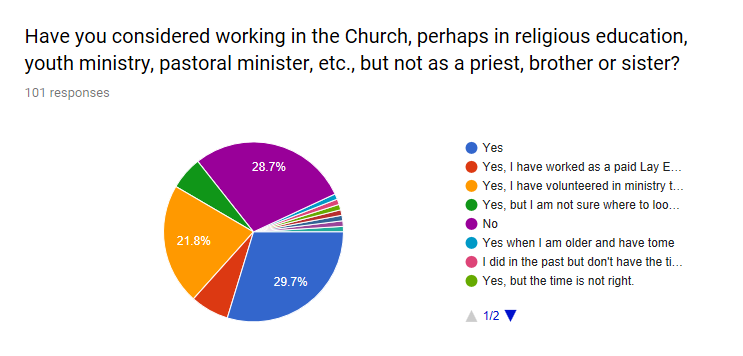 Have you considered working in the Church, perhaps in religious education,
youth ministry, pastoral minister, etc., but not as a priest, brother or sister?
101 responses
28.7%
21.8%
29.7%
Yes
Yes, I have worked as a paid Lay E...
Yes, I have volunteered in ministry t...
Yes, but I am not sure where to loo...
No
Yes when I am older and have tome
I did in the past but don't have the ti...
Yes, but the time is not right.
1/2